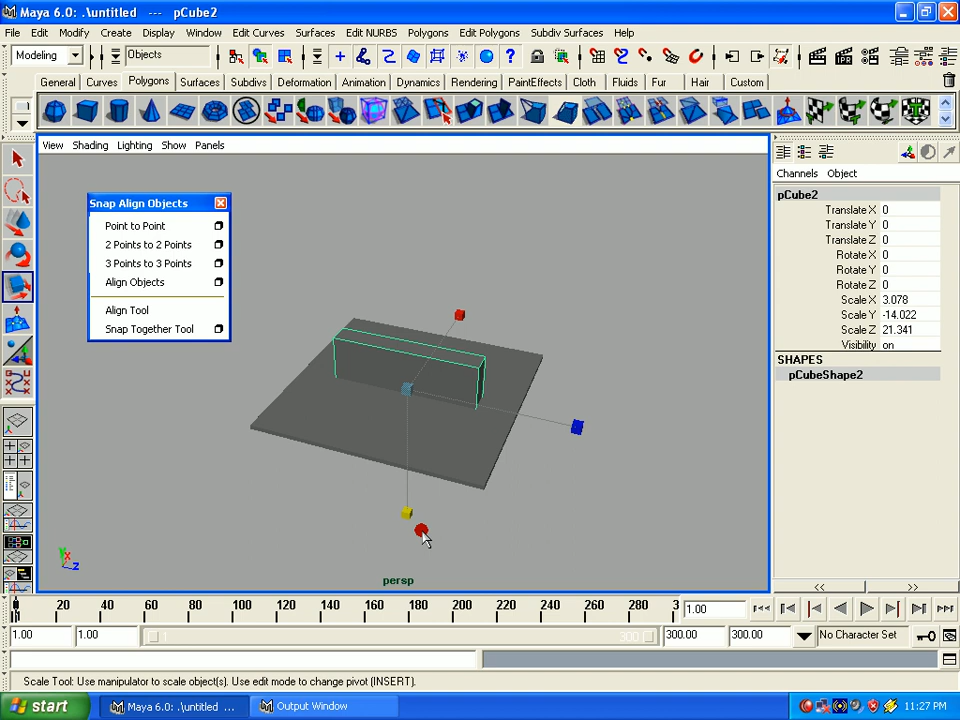 Maya 6.0: .\untitled --- pCube2
File Edit Modify Create Display Window Edit Curves Surfaces Edit NURBS Polygons Edit Polygons Subdiv Surfaces Help
Modeling Objects
General Curves Polygons Surfaces Subdivs Deformation Animation Dynamics Rendering PaintEffects Cloth Fluids Fur Hair Custom
View Shading Lighting Show Panels
Channels Object
pCube2
Translate X 0
Translate Y 0
Translate Z 0
Rotate X 0
Rotate Y 0
Rotate Z 0
Scale X 3.078
Scale Y -14.022
Scale Z 21.341
Visibility on
SHAPES
pCubeShape2
Snap Align Objects
Point to Point
2 Points to 2 Points
3 Points to 3 Points
Align Objects
Align Tool
Snap Together Tool
y x z
persp
<< >>
20 40 60 80 100 120 140 160 180 200 220 240 260 280 3 1.00
1.00 1.00 1 300 300.00 300.00 No Character Set
Scale Tool: Use manipulator to scale object(s). Use edit mode to change pivot (INSERT).
start Maya 6.0: .\untitled ... Output Window 11:27 PM